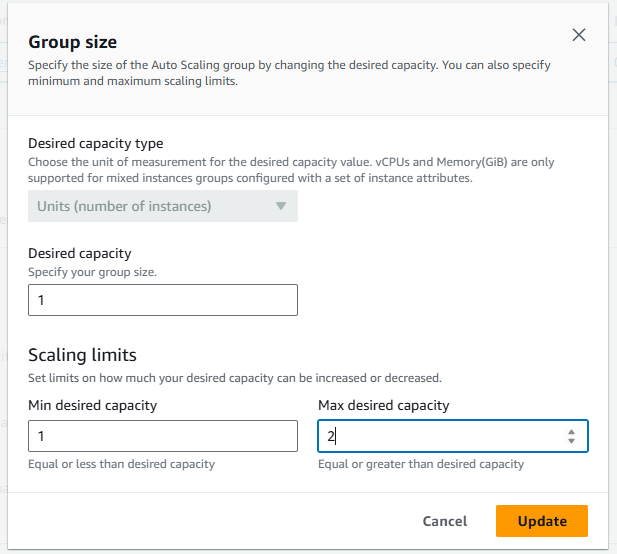 Group size
Specify the size of the Auto Scaling group by changing the desired capacity. You can also specify
minimum and maximum scaling limits.
Desired capacity type
Choose the unit of measurement for the desired capacity value. vCPUs and Memory(GiB) are only
supported for mixed instances groups configured with a set of instance attributes.
Units (number of instances)
Desired capacity
Specify your group size.
1
Scaling limits
Set limits on how much your desired capacity can be increased or decreased.
Min desired capacity
Max desired capacity
1
2
Equal or less than desired capacity
Equal or greater than desired capacity
Cancel
Update